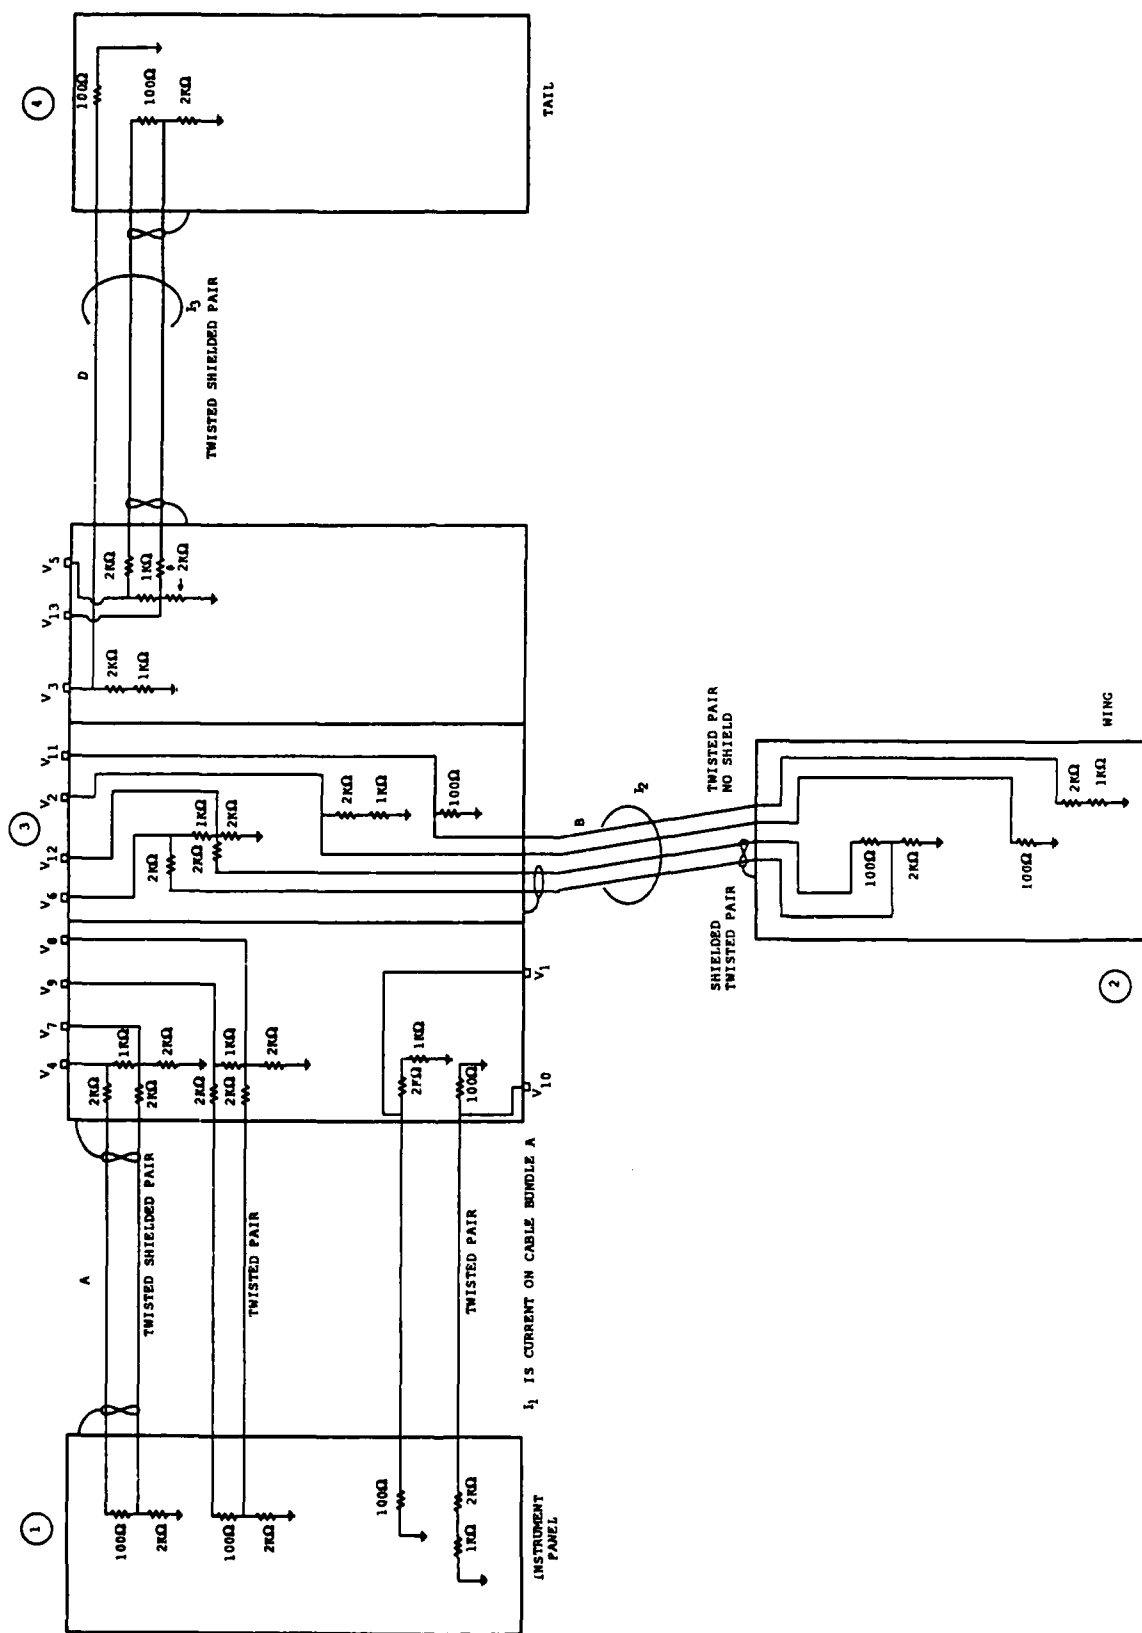 1
100Ω
2KΩ
100Ω
2KΩ
100Ω
2KΩ
1KΩ
INSTRUMENT
PANEL
A
TWISTED SHIELDED PAIR
TWISTED PAIR
TWISTED PAIR
I1 IS CURRENT ON CABLE BUNDLE A
3
V4
V7
V9
V8
V6
V12
V2
V11
V3
V13
V5
2KΩ
1KΩ
2KΩ
2KΩ
2KΩ
1KΩ
2KΩ
2KΩ
2KΩ
1KΩ
100Ω
V1
V10
2KΩ
1KΩ
2KΩ
2KΩ
2KΩ
1KΩ
100Ω
2KΩ
1KΩ
2KΩ
1KΩ
2KΩ
B
I2
SHIELDED
TWISTED PAIR
TWISTED PAIR
NO SHIELD
100Ω
2KΩ
100Ω
2KΩ
1KΩ
WING
2
D
I3
TWISTED SHIELDED PAIR
4
100Ω
100Ω
2KΩ
TAIL